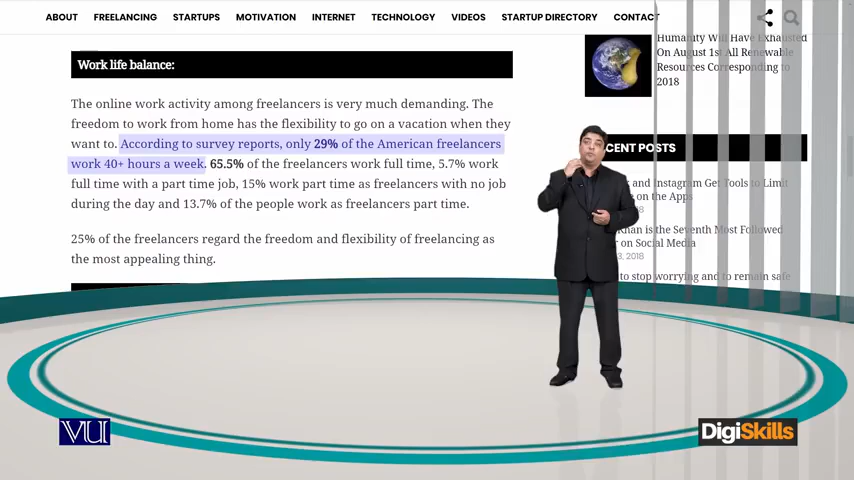 ABOUT FREELANCING STARTUPS MOTIVATION INTERNET TECHNOLOGY VIDEOS STARTUP DIRECTORY CONTACT
Work life balance:
The online work activity among freelancers is very much demanding. The
freedom to work from home has the flexibility to go on a vacation when they
want to. According to survey reports, only 29% of the American freelancers
work 40+ hours a week. 65.5% of the freelancers work full time, 5.7% work
full time with a part time job, 15% work part time as freelancers with no job
during the day and 13.7% of the people work as freelancers part time.
25% of the freelancers regard the freedom and flexibility of freelancing as
the most appealing thing.
Humanity Will Have Exhausted
On August 1st All Renewable
Resources Corresponding to
2018
CENT POSTS
and Instagram Get Tools to Limit
on the Apps
Khan is the Seventh Most Followed
on Social Media
3, 2018
to stop worrying and to remain safe
VU
DigiSkills